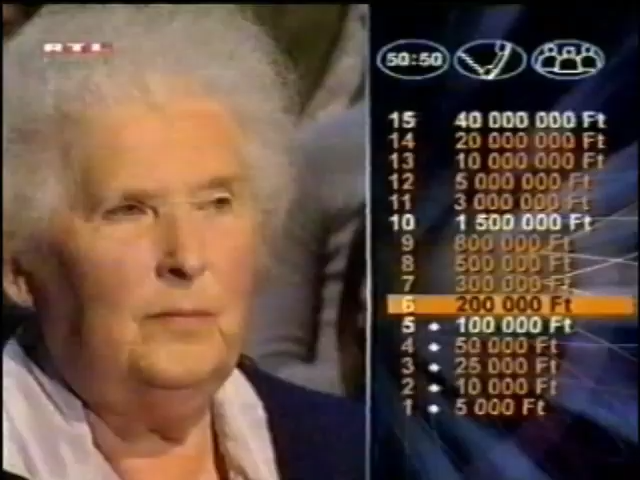 RTL
50:50
15 40 000 000 Ft
14 20 000 000 Ft
13 10 000 000 Ft
12 5 000 000 Ft
11 3 000 000 Ft
10 1 500 000 Ft
9 800 000 Ft
8 500 000 Ft
7 300 000 Ft
6 200 000 Ft
5 100 000 Ft
4 50 000 Ft
3 25 000 Ft
2 10 000 Ft
1 5 000 Ft